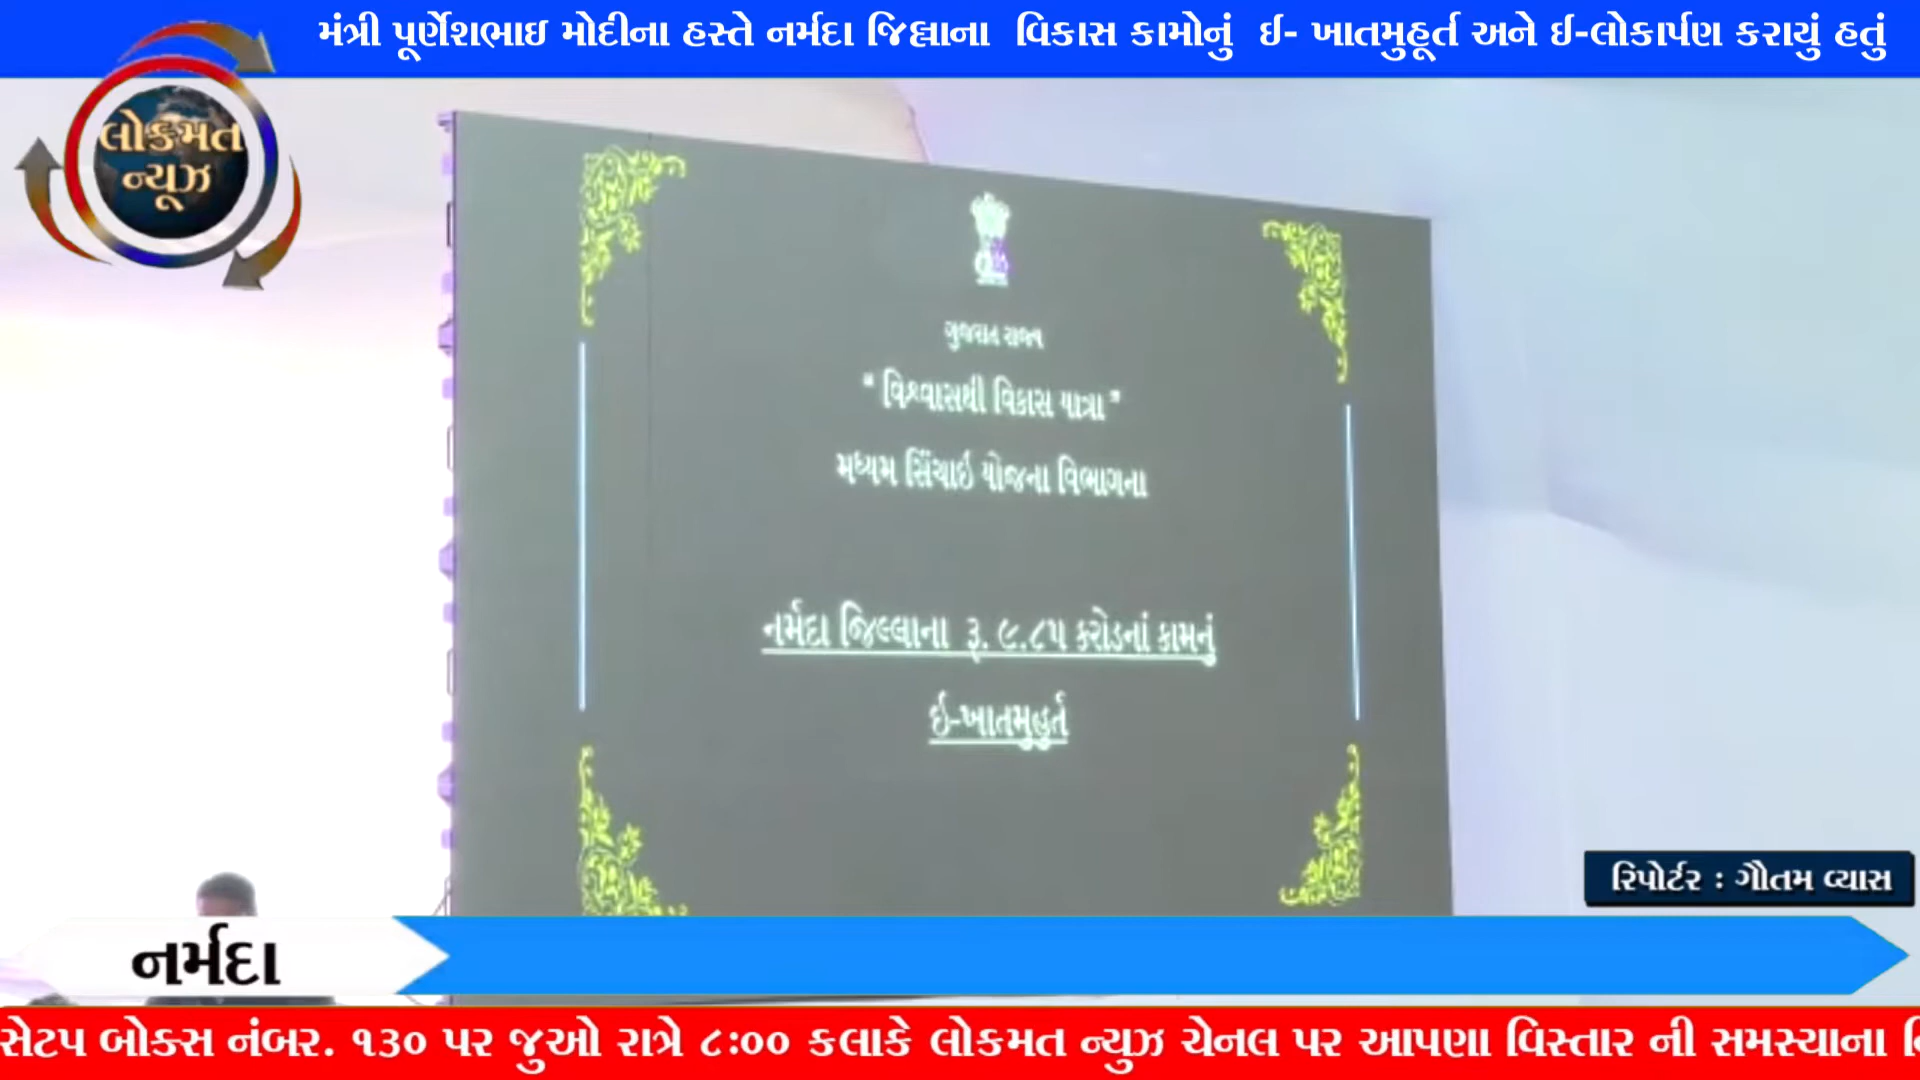 મંત્રી પૂર્ણેશભાઇ મોદીના હસ્તે નર્મદા જિલ્લાના વિકાસ કામોનું ઈ- ખાતમુહૂર્ત અને ઈ-લોકાર્પણ કરાયું હતું
લોકમત
ન્યૂઝ
ગુજરાત રાજ્ય
" વિશ્વાસથી વિકાસ યાત્રા "
મધ્યમ સિંચાઇ યોજના વિભાગના
નર્મદા જિલ્લાના રૂ. ૯.૮૫ કરોડનાં કામનું
ઇ-ખાતમુહુર્ત
રિપોર્ટર : ગૌતમ વ્યાસ
નર્મદા
સેટપ બોક્સ નંબર. ૧૩૦ પર જુઓ રાત્રે ૮:૦૦ કલાકે લોકમત ન્યુઝ ચેનલ પર આપણા વિસ્તાર ની સમસ્યાના